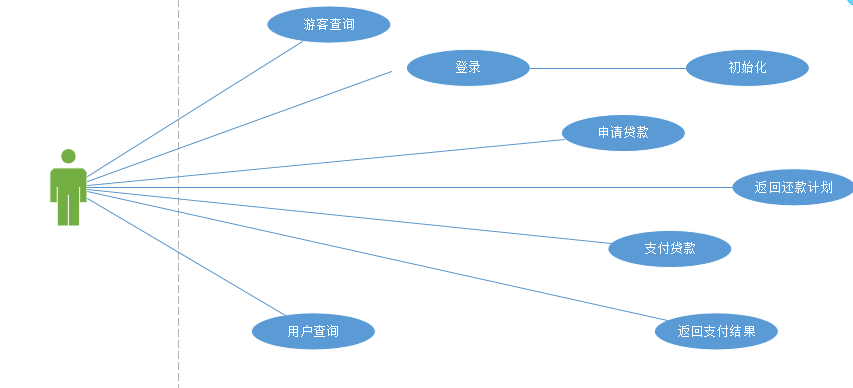 游客查询
登录
初始化
申请贷款
返回还款计划
支付贷款
用户查询
返回支付结果